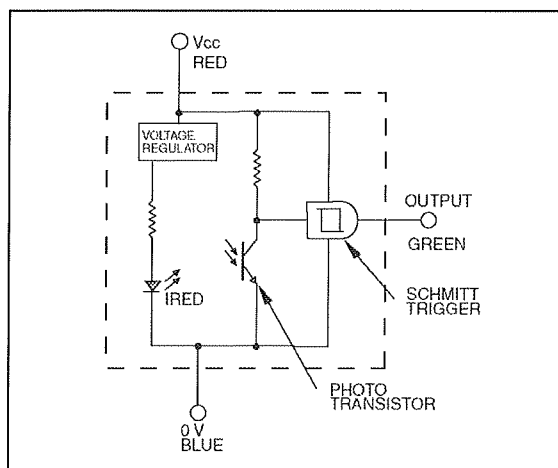 Vcc
RED
VOLTAGE
REGULATOR
OUTPUT
GREEN
IRED
SCHMITT
TRIGGER
PHOTO
TRANSISTOR
0 V
BLUE